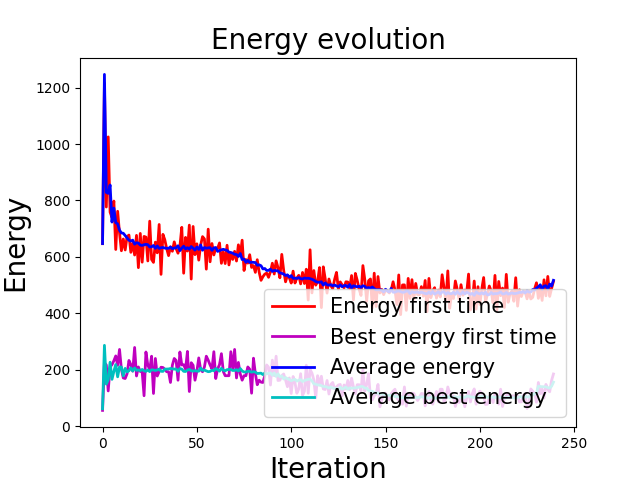 Energy evolution
Energy
1200
1000
800
600
400
200
0
Energy first time
Best energy first time
Average energy
Average best energy
0
50
100
150
200
250
Iteration